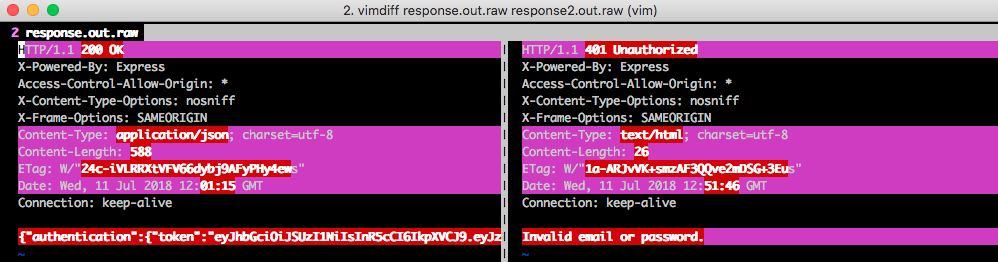 2. vimdiff response.out.raw response2.out.raw (vim)
2 response.out.raw
HTTP/1.1 200 OK | HTTP/1.1 401 Unauthorized
X-Powered-By: Express | X-Powered-By: Express
Access-Control-Allow-Origin: * | Access-Control-Allow-Origin: *
X-Content-Type-Options: nosniff | X-Content-Type-Options: nosniff
X-Frame-Options: SAMEORIGIN | X-Frame-Options: SAMEORIGIN
Content-Type: application/json; charset=utf-8 | Content-Type: text/html; charset=utf-8
Content-Length: 588 | Content-Length: 26
ETag: W/"24c-iVLRRXtVFV66dybj9AFyPHy4ews" | ETag: W/"1a-ARJvVK+smzAF3QQve2mDSG+3Eus"
Date: Wed, 11 Jul 2018 12:01:15 GMT | Date: Wed, 11 Jul 2018 12:51:46 GMT
Connection: keep-alive | Connection: keep-alive
{"authentication":{"token":"eyJhbGciOiJSUzI1NiIsInR5cCI6IkpXVCJ9.eyJz | Invalid email or password.
~ | ~